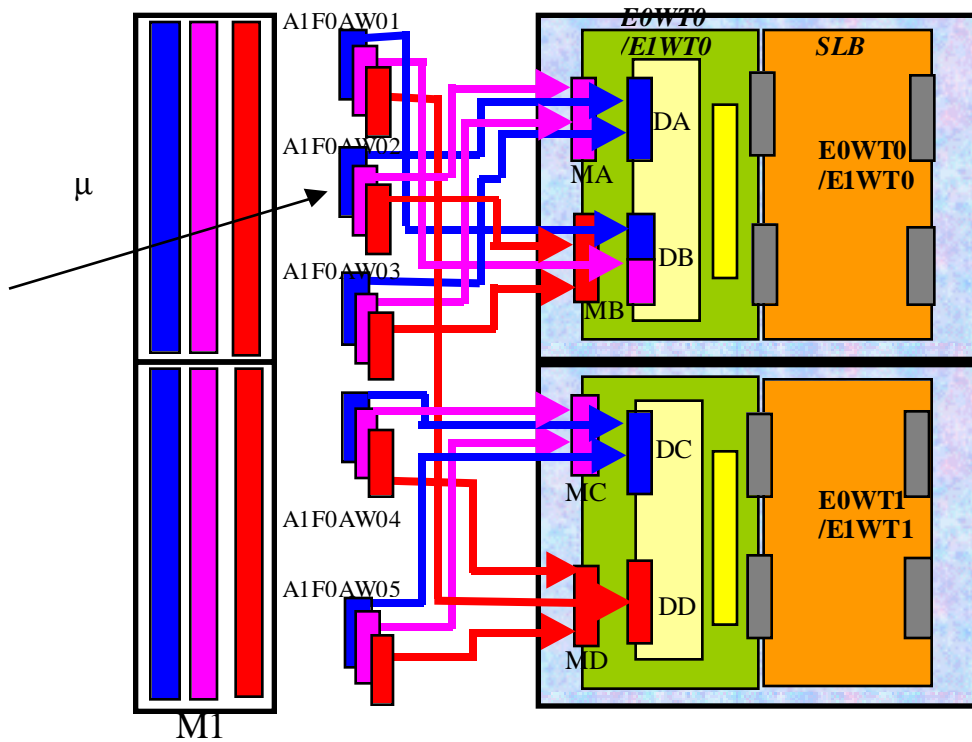 A1F0AW01
E0WT0
/E1WT0
SLB
DA
A1F0AW02
E0WT0
/E1WT0
MA
μ
DB
A1F0AW03
MB
DC
MC
E0WT1
/E1WT1
A1F0AW04
A1F0AW05
DD
MD
M1